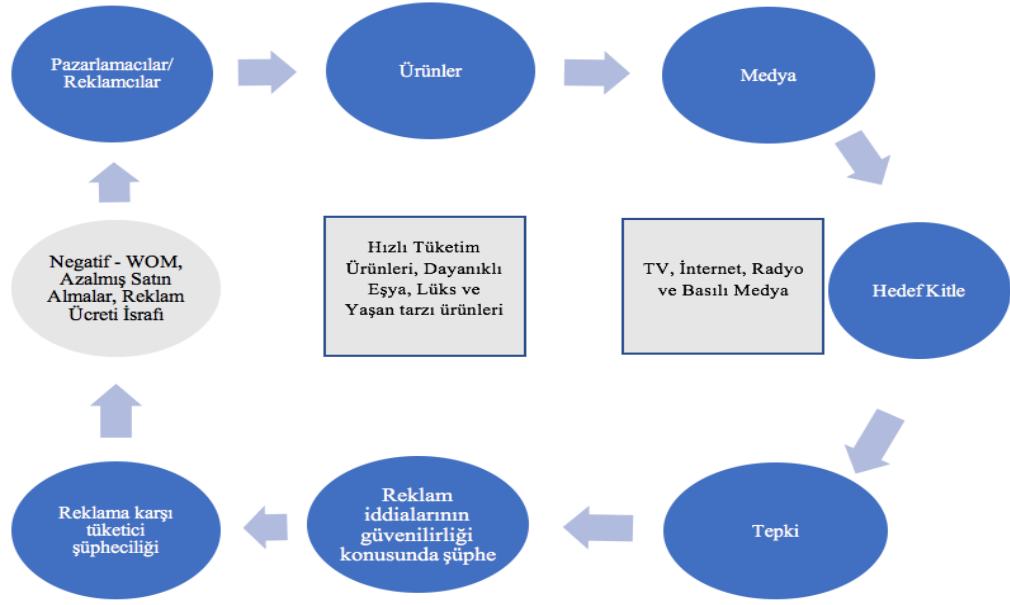 Pazarlamacılar/
Reklamcılar
Ürünler
Medya
Negatif - WOM,
Azalmış Satın
Almalar, Reklam
Ücreti İsrafı
Hızlı Tüketim
Ürünleri, Dayanıklı
Eşya, Lüks ve
Yaşan tarzı ürünleri
TV, İnternet, Radyo
ve Basılı Medya
Hedef Kitle
Reklama karşı
tüketici
şüpheciliği
Reklam
iddialarının
güvenilirliği
konusunda şüphe
Tepki